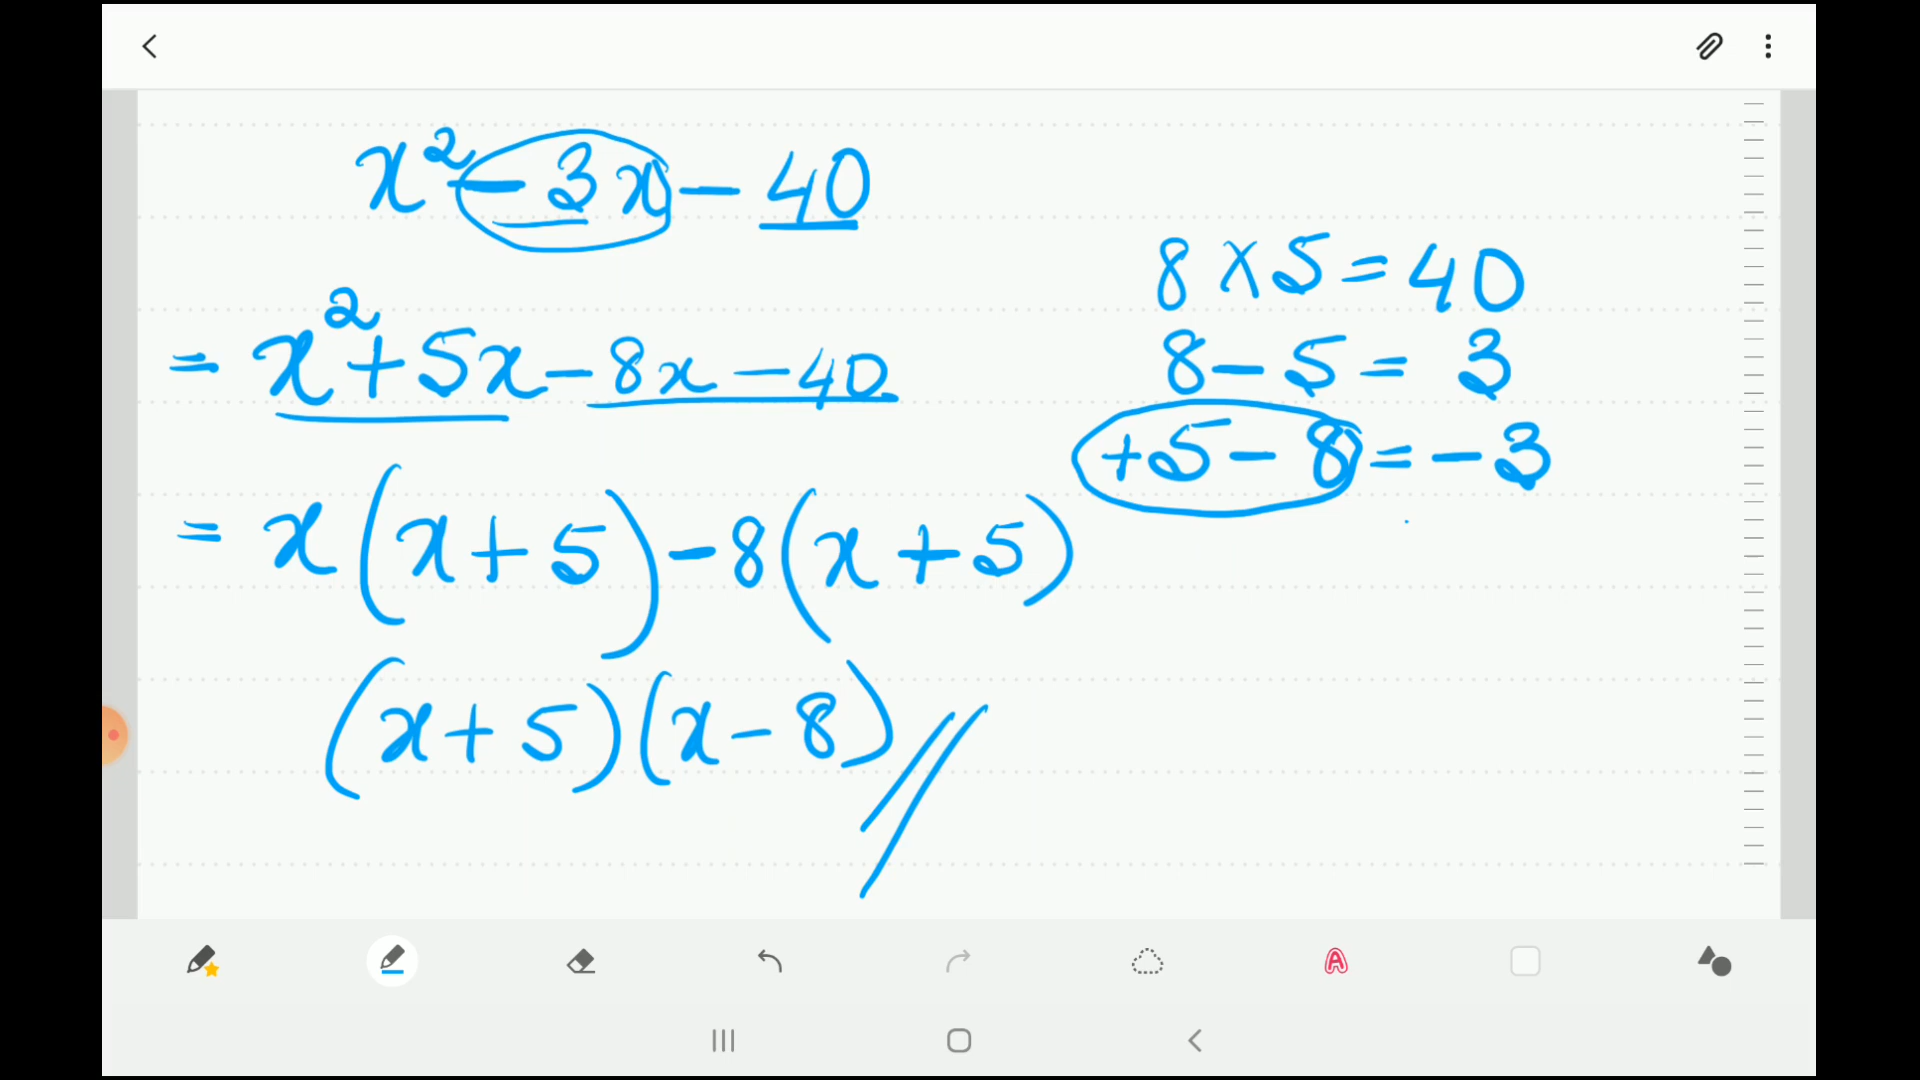 x² - 3x - 40
= x² + 5x - 8x - 40
= x(x + 5) - 8(x + 5)
(x + 5)(x - 8)
8 × 5 = 40
8 - 5 = 3
+5 - 8 = -3
A